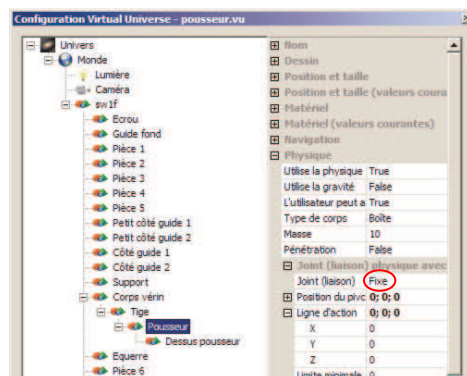 Configuration Virtual Universe - pousseur.vu
Univers
Monde
Lumière
Caméra
sw1f
Ecrou
Guide fond
Pièce 1
Pièce 2
Pièce 3
Pièce 4
Pièce 5
Petit côté guide 1
Petit côté guide 2
Côté guide 1
Côté guide 2
Support
Corps vérin
Tige
Pousseur
Dessus pousseur
Equerre
Pièce 6
Nom
Dessin
Position et taille
Position et taille (valeurs coura
Matériel
Matériel (valeurs courantes)
Navigation
Physique
Utilise la physique True
Utilise la gravité False
L'utilisateur peut a True
Type de corps Boîte
Masse 10
Pénétration False
Joint (liaison) physique avec
Joint (liaison) Fixe
Position du pivc 0; 0; 0
Ligne d'action 0; 0; 0
X 0
Y 0
Z 0
Limite minimale 0